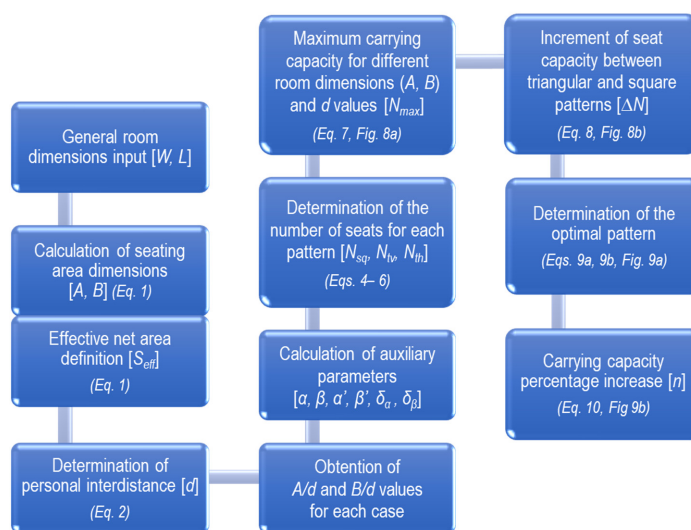 General room
dimensions input [W, L]
Calculation of seating
area dimensions
[A, B] (Eq. 1)
Effective net area
definition [Seff]
(Eq. 1)
Determination of
personal interdistance [d]
(Eq. 2)
Obtention of
A/d and B/d values
for each case
Calculation of auxiliary
parameters
[α, β, α’, β’, δα , δβ]
Determination of the
number of seats for each
pattern [Nsq, Ntv, Nth]
(Eqs. 4– 6)
Maximum carrying
capacity for different
room dimensions (A, B)
and d values [Nmax]
(Eq. 7, Fig. 8a)
Increment of seat
capacity between
triangular and square
patterns [ΔN]
(Eq. 8, Fig. 8b)
Determination of the
optimal pattern
(Eqs. 9a, 9b, Fig. 9a)
Carrying capacity
percentage increase [n]
(Eq. 10, Fig 9b)